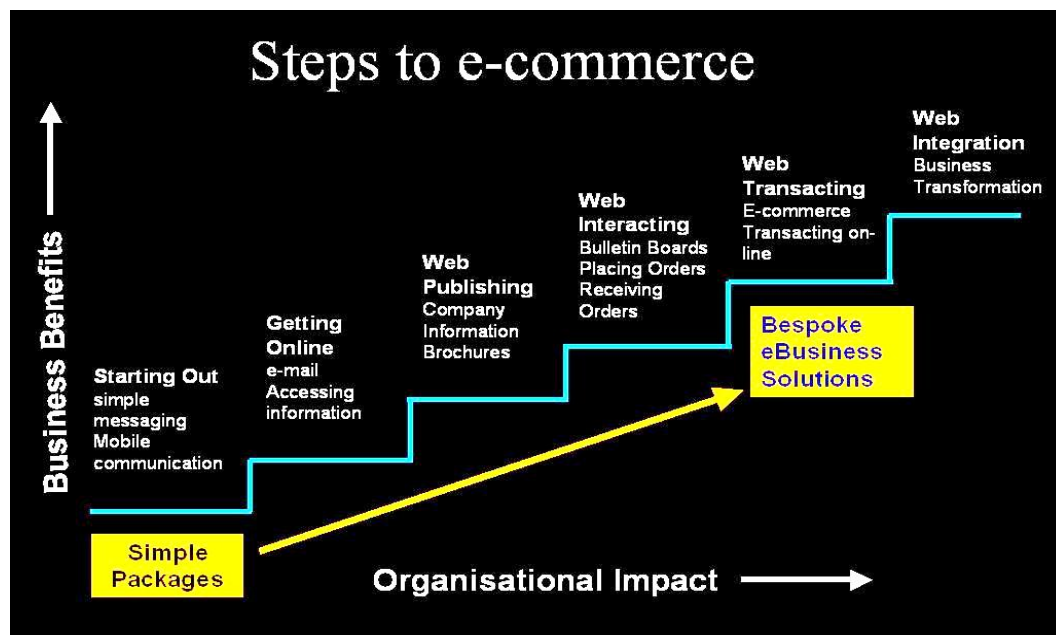 Steps to e-commerce
Business Benefits
Starting Out
simple
messaging
Mobile
communication
Getting
Online
e-mail
Accessing
information
Web
Publishing
Company
Information
Brochures
Web
Interacting
Bulletin Boards
Placing Orders
Receiving
Orders
Web
Transacting
E-commerce
Transacting on-
line
Web
Integration
Business
Transformation
Simple
Packages
Bespoke
eBusiness
Solutions
Organisational Impact